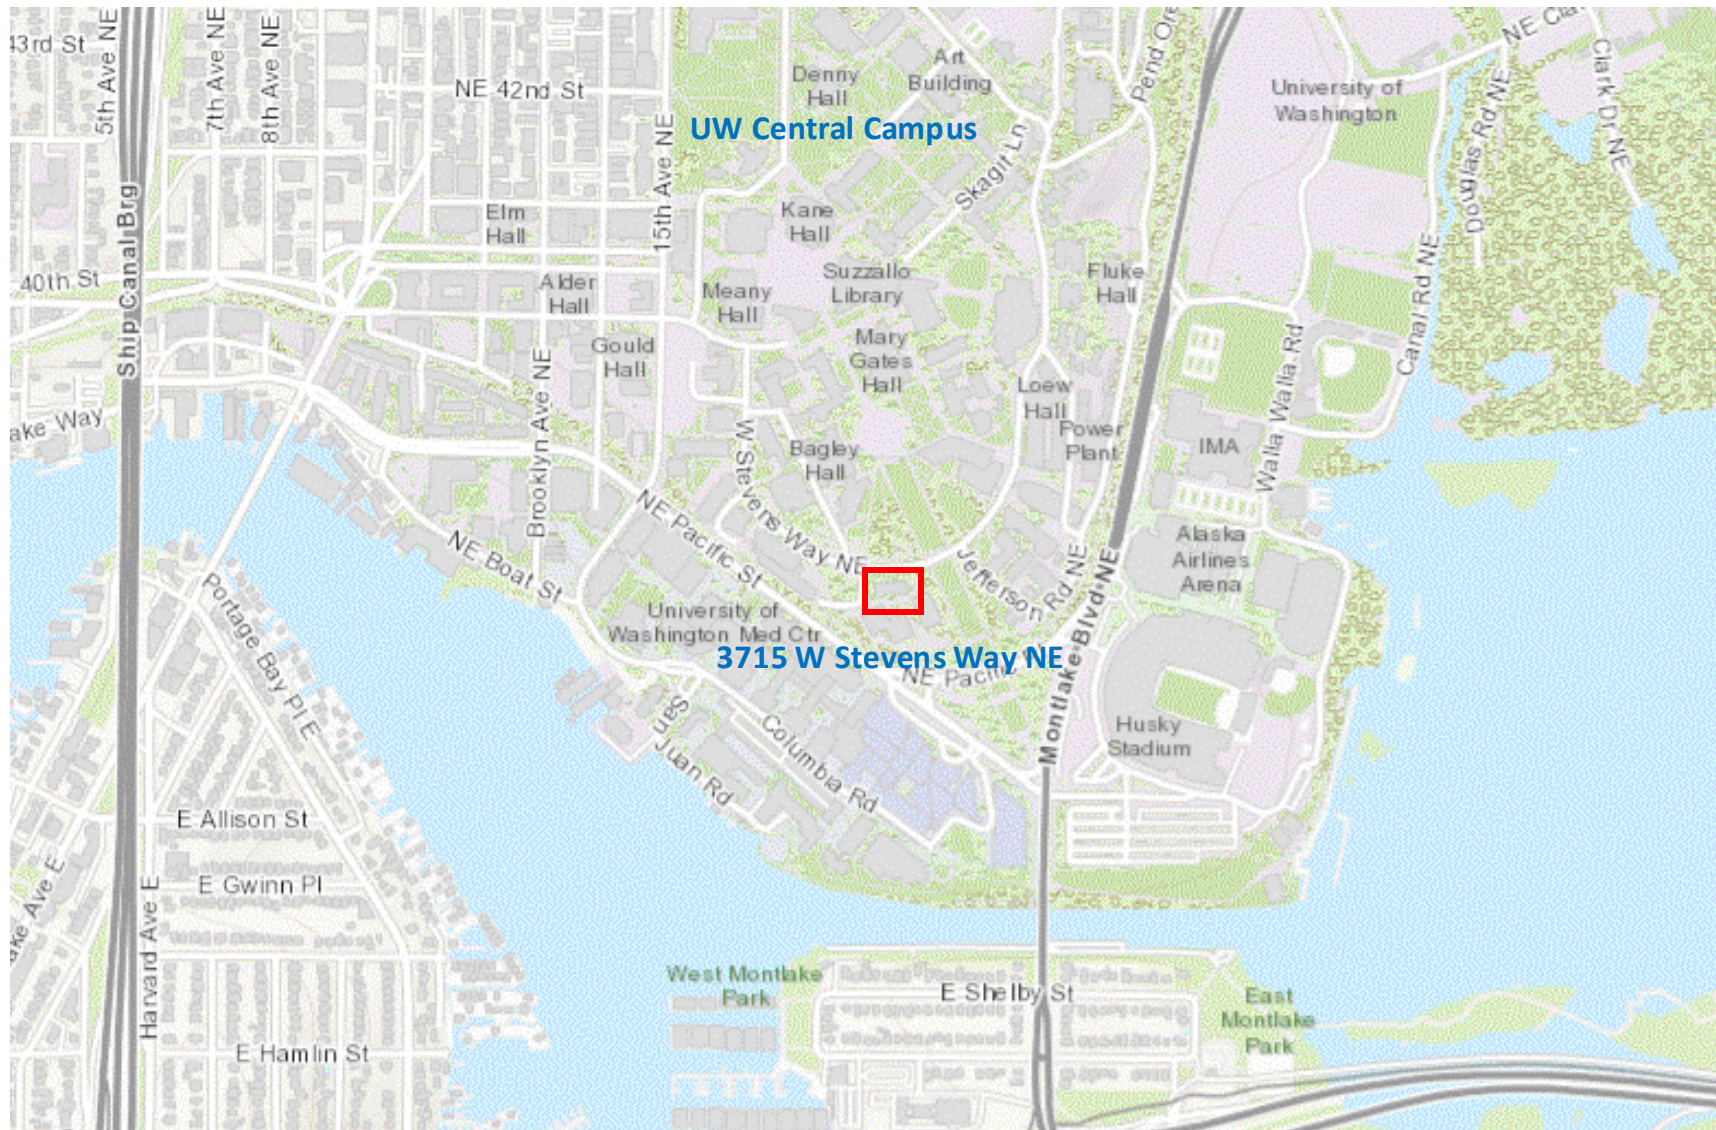 43rd St
5th Ave NE
7th Ave NE
8th Ave NE
NE 42nd St
15th Ave NE
Denny
Hall
Art
Building
UW Central Campus
Skagit Ln
Pend Ore
University of
Washington
NE Cla
Clark Dr NE
Douglas Rd NE
Elm
Hall
Kane
Hall
40th St
Ship Canal Brg
Alder
Hall
Meany
Hall
Suzzallo
Library
Fluke
Hall
Canal Rd NE
Gould
Hall
Mary
Gates
Hall
Loew
Hall
Walla Walla Rd
ake Way
Brooklyn Ave NE
W Stevens Way NE
Bagley
Hall
Power
Plant
IMA
NE Pacific St
NE Boat St
Jefferson Rd NE
Montlake Blvd NE
Alaska
Airlines
Arena
Portage Bay Pl E
University of
Washington Med Ctr
3715 W Stevens Way NE
NE Pacific
San
Juan Rd
Columbia Rd
Husky
Stadium
E Allison St
E Gwinn Pl
ake Ave E
Harvard Ave E
West Montlake
Park
E Shelby St
East
Montlake
Park
E Hamlin St